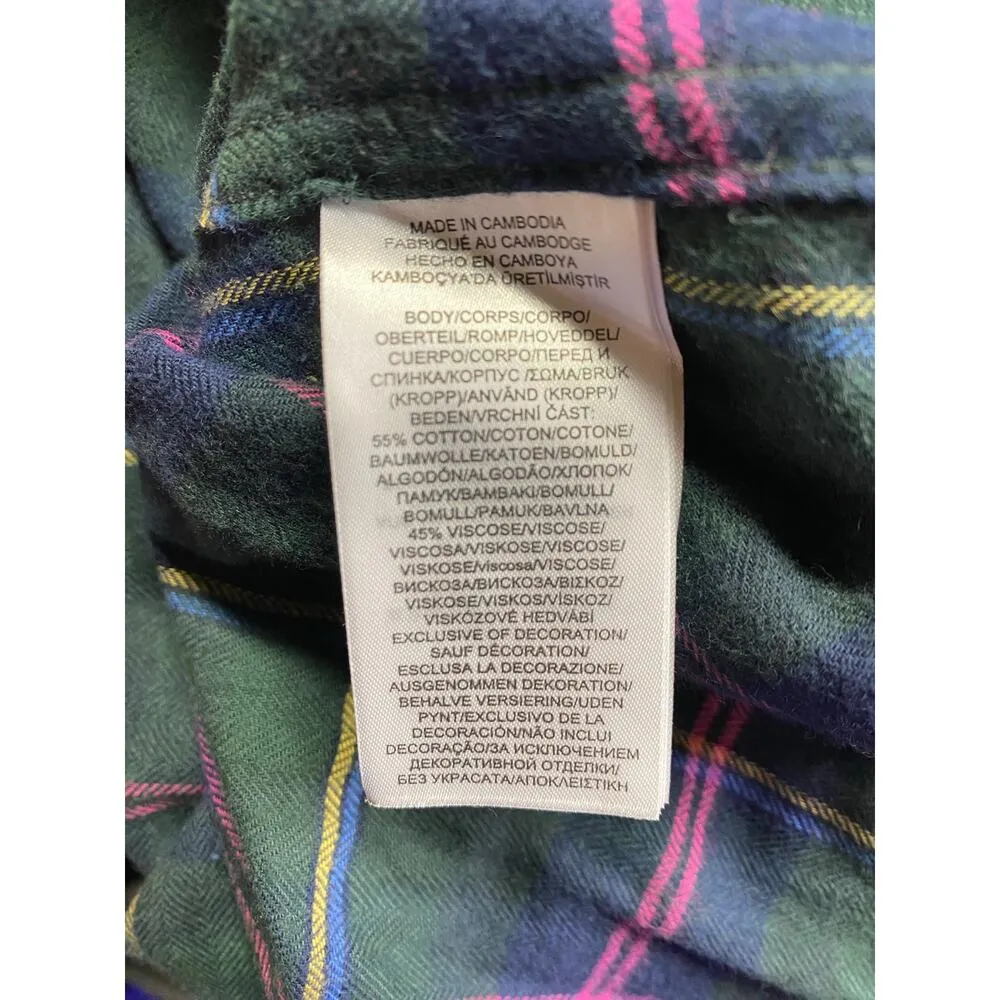 MADE IN CAMBODIA
FABRIQUÉ AU CAMBODGE
HECHO EN CAMBOYA
KAMBOÇYA'DA ÜRETİLMİŞTİR
BODY/CORPS/CORPO/
OBERTEIL/ROMP/HOVEDDEL/
CUERPO/CORPO/ПЕРЕД И
СПИНКА/КОРПУС /ΣΩΜΑ/BRUK
(KROPP)/ANVÄND (KROPP)/
BEDEN/VRCHNÍ ČÁST:
55% COTTON/COTON/COTONE/
BAUMWOLLE/KATOEN/BOMULD/
ALGODÓN/ALGODÃO/ХЛОПОК/
ПАМУК/ΒΑΜΒΑΚΙ/BOMULL/
BOMULL/PAMUK/BAVLNA
45% VISCOSE/VISCOSE/
VISCOSA/VISKOSE/VISCOSE/
VISKOSE/viscosa/VISCOSE/
ВИСКОЗА/ВИСКОЗА/ΒΙΣΚΟΖ/
VISKOSE/VISKOS/VİSKOZ/
VISKÓZOVÉ HEDVÁBÍ
EXCLUSIVE OF DECORATION/
SAUF DÉCORATION/
ESCLUSA LA DECORAZIONE/
AUSGENOMMEN DEKORATION/
BEHALVE VERSIERING/UDEN
PYNT/EXCLUSIVO DE LA
DECORACIÓN/NÃO INCLUI
DECORAÇÃO/ЗА ИСКЛЮЧЕНИЕМ
ДЕКОРАТИВНОЙ ОТДЕЛКИ/
БЕЗ УКРАСАТА/ΑΠΟΚΛΕΙΣΤΙΚΗ